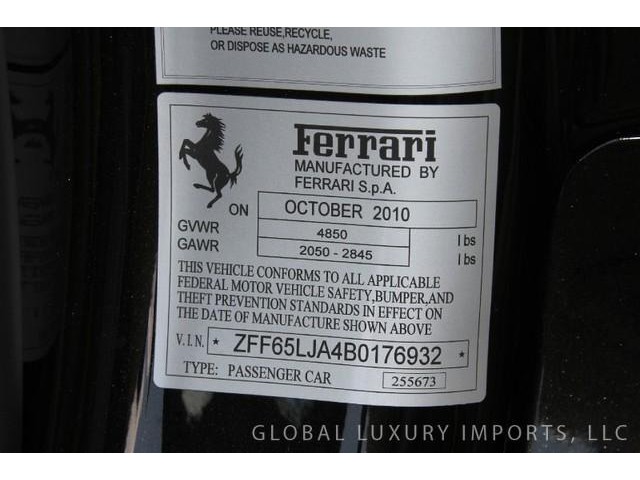 PLEASE REUSE,RECYCLE,
OR DISPOSE AS HAZARDOUS WASTE
Ferrari
MANUFACTURED BY
FERRARI S.p.A.
ON OCTOBER 2010
GVWR 4850 lbs
GAWR 2050 - 2845 lbs
THIS VEHICLE CONFORMS TO ALL APPLICABLE
FEDERAL MOTOR VEHICLE SAFETY,BUMPER,AND
THEFT PREVENTION STANDARDS IN EFFECT ON
THE DATE OF MANUFACTURE SHOWN ABOVE
V.I.N. * ZFF65LJA4B0176932 *
TYPE: PASSENGER CAR 255673
GLOBAL LUXURY IMPORTS, LLC